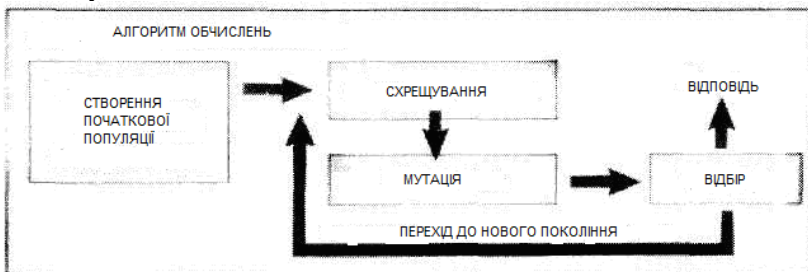 АЛГОРИТМ ОБЧИСЛЕНЬ
СТВОРЕННЯ
ПОЧАТКОВОЇ
ПОПУЛЯЦІЇ
СХРЕЩУВАННЯ
МУТАЦІЯ
ВІДПОВІДЬ
ВІДБІР
ПЕРЕХІД ДО НОВОГО ПОКОЛІННЯ